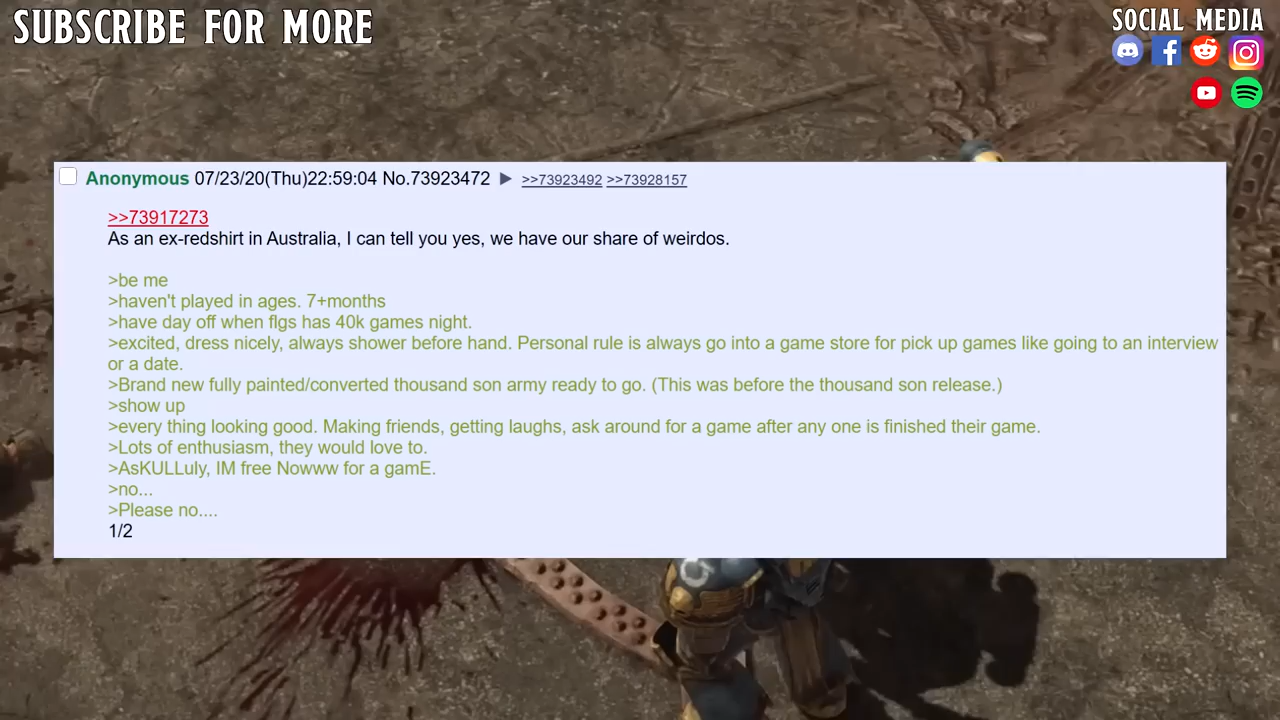 SUBSCRIBE FOR MORE
SOCIAL MEDIA
Anonymous 07/23/20(Thu)22:59:04 No.73923472 ▶ >>73923492 >>73928157
>>73917273
As an ex-redshirt in Australia, I can tell you yes, we have our share of weirdos.
>be me
>haven't played in ages. 7+months
>have day off when flgs has 40k games night.
>excited, dress nicely, always shower before hand. Personal rule is always go into a game store for pick up games like going to an interview
or a date.
>Brand new fully painted/converted thousand son army ready to go. (This was before the thousand son release.)
>show up
>every thing looking good. Making friends, getting laughs, ask around for a game after any one is finished their game.
>Lots of enthusiasm, they would love to.
>AsKULLuly, IM free Nowww for a gamE.
>no...
>Please no....
1/2